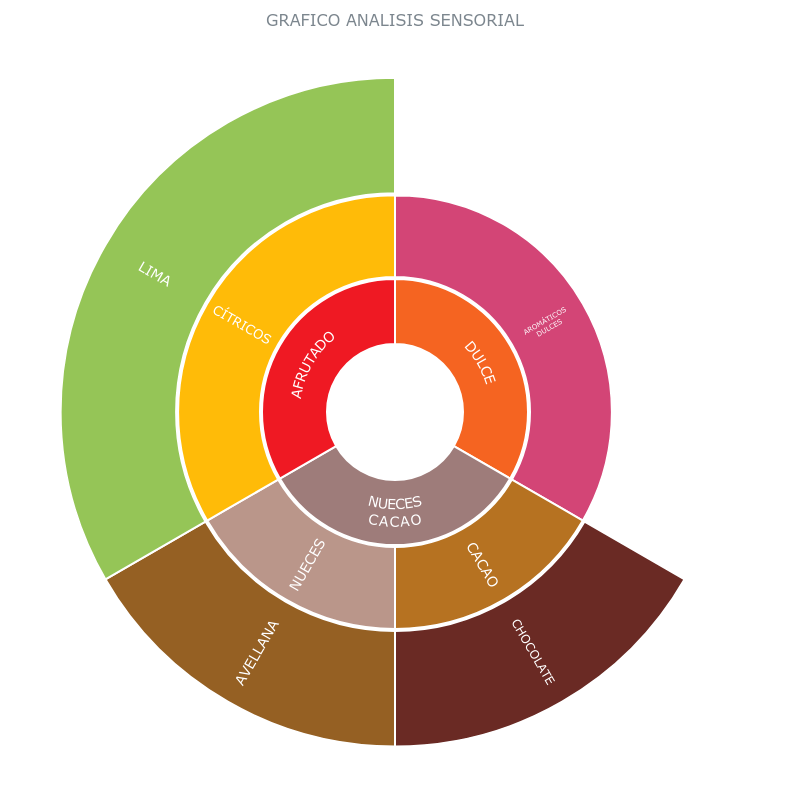 GRAFICO ANALISIS SENSORIAL
LIMA
CÍTRICOS
AFRUTADO
DULCE
AROMÁTICOS
DULCES
NUECES
CACAO
NUECES
CACAO
AVELLANA
CHOCOLATE